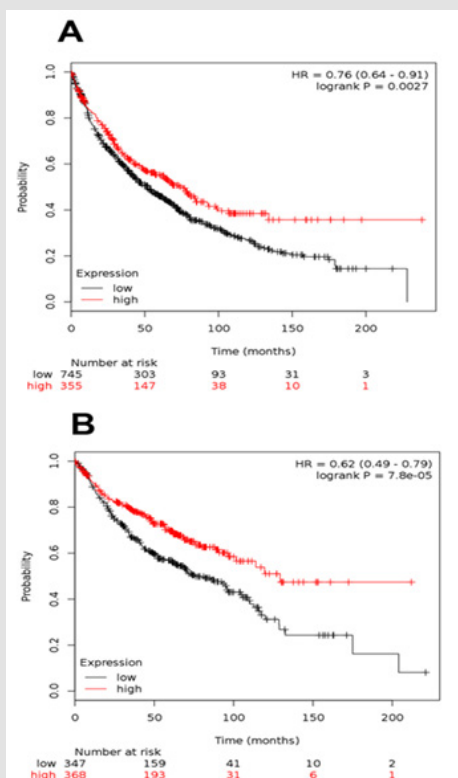 A
HR = 0.76 (0.64 - 0.91)
logrank P = 0.0027
Probability
1.0
0.8
0.6
0.4
0.2
0.0
Expression
low
high
0 50 100 150 200
Time (months)
Number at risk
low 745 303 93 31 3
high 355 147 38 10 1
B
HR = 0.62 (0.49 - 0.79)
logrank P = 7.8e-05
Probability
1.0
0.8
0.6
0.4
0.2
0.0
Expression
low
high
0 50 100 150 200
Time (months)
Number at risk
low 347 159 41 10 2
high 368 193 31 6 1